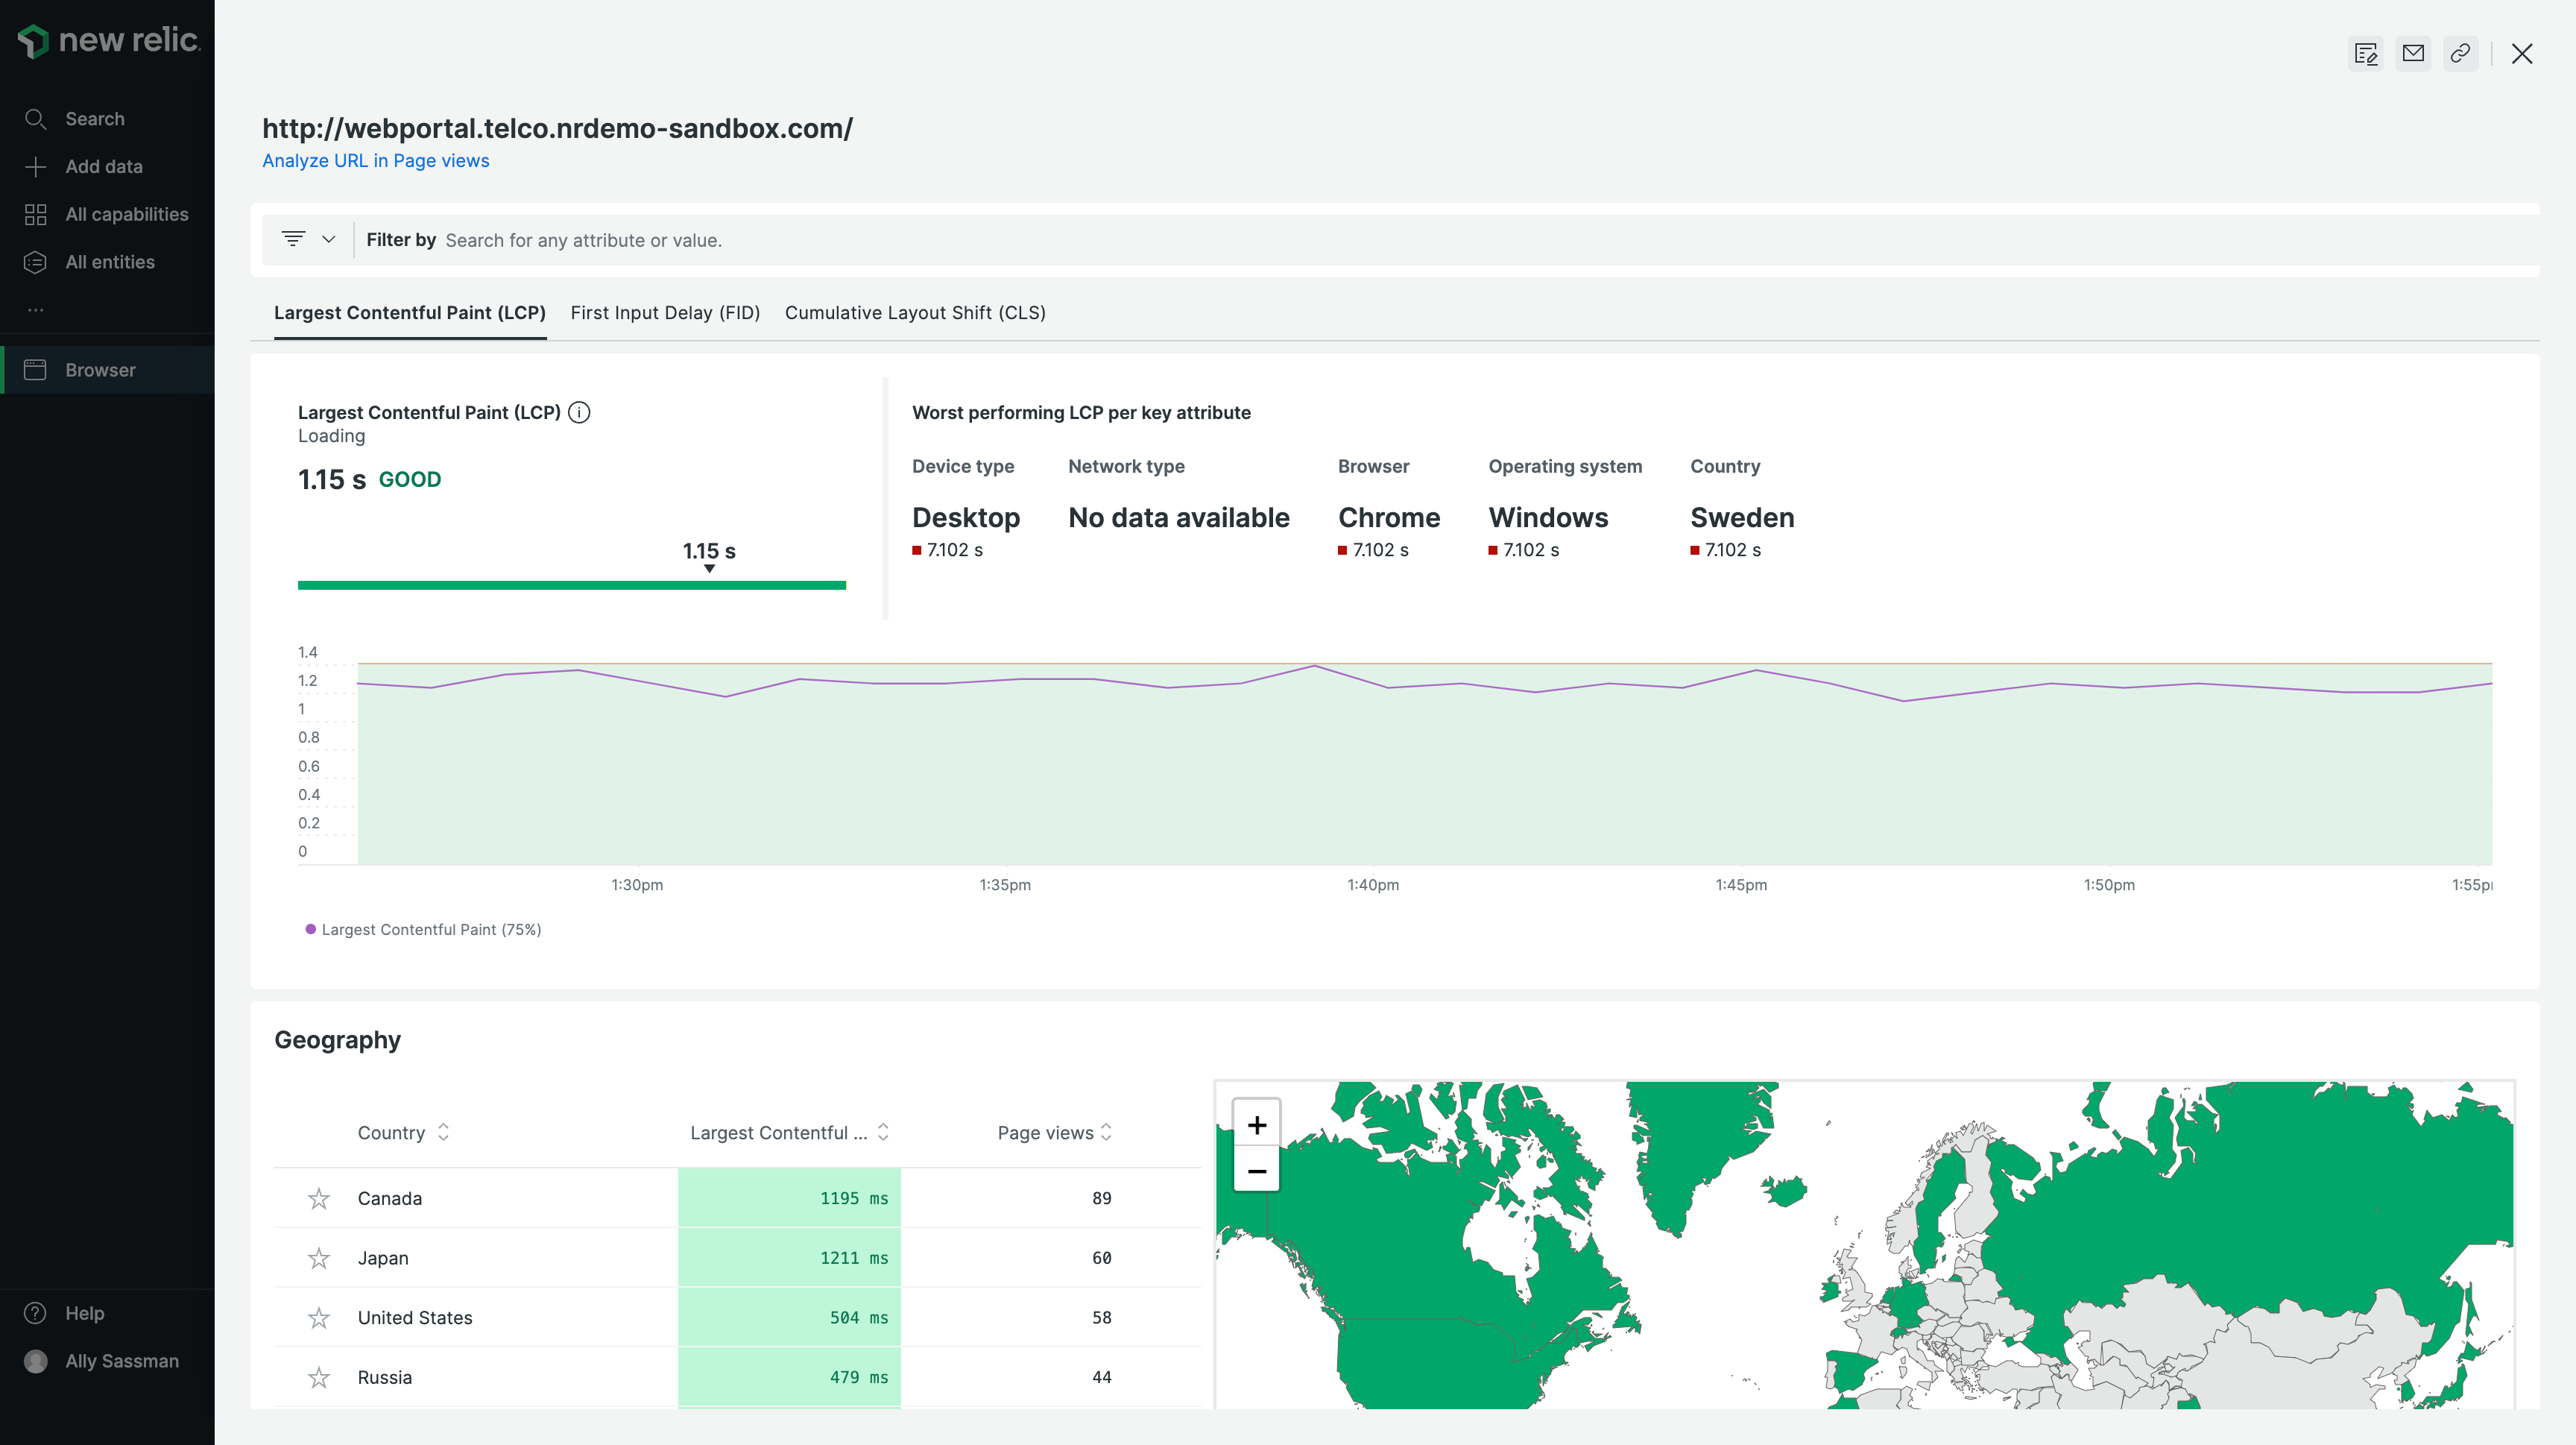 new relic.
Search
Add data
All capabilities
All entities
...
Browser
Help
Ally Sassman
http://webportal.telco.nrdemo-sandbox.com/
Analyze URL in Page views
Filter by Search for any attribute or value.
Largest Contentful Paint (LCP) First Input Delay (FID) Cumulative Layout Shift (CLS)
Largest Contentful Paint (LCP)
Loading
1.15 s GOOD
1.15 s
Worst performing LCP per key attribute
Device type Network type Browser Operating system Country
Desktop No data available Chrome Windows Sweden
7.102 s 7.102 s 7.102 s 7.102 s
1.4
1.2
1
0.8
0.6
0.4
0.2
0
1:30pm 1:35pm 1:40pm 1:45pm 1:50pm 1:55p
Largest Contentful Paint (75%)
Geography
Country Largest Contentful ... Page views
Canada 1195 ms 89
Japan 1211 ms 60
United States 504 ms 58
Russia 479 ms 44
+
−